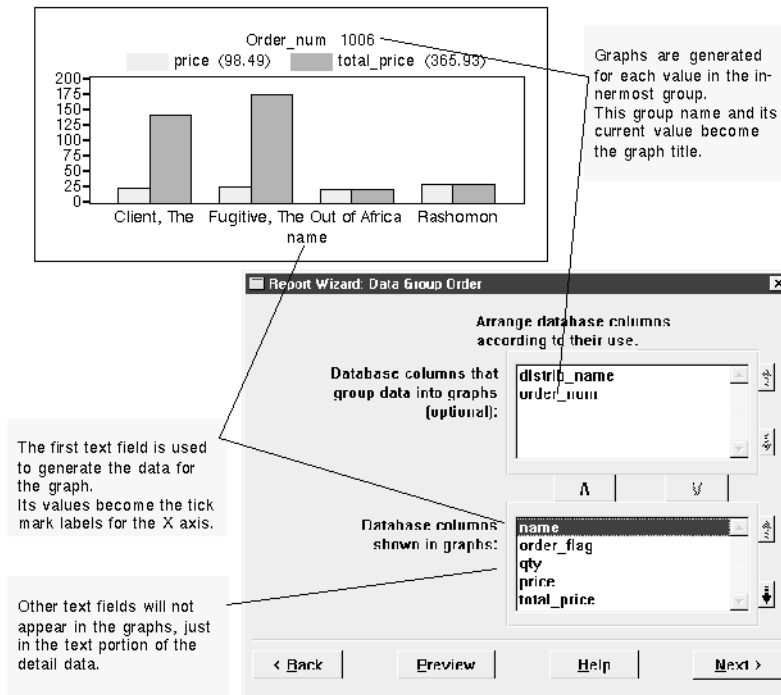 Order_num 1006
price (98.49) total_price (365.93)
200
175
150
125
100
75
50
25
0
Client, The Fugitive, The Out of Africa Rashomon
name
Graphs are generated
for each value in the in-
nermost group.
This group name and its
current value become
the graph title.
Report Wizard: Data Group Order
Arrange database columns
according to their use.
Database columns that
group data into graphs
(optional):
distrib_name
order_num
The first text field is used
to generate the data for
the graph.
Its values become the tick
mark labels for the X axis.
Database columns
shown in graphs:
name
order_flag
qty
price
total_price
Other text fields will not
appear in the graphs, just
in the text portion of the
detail data.
< Back Preview Help Next >